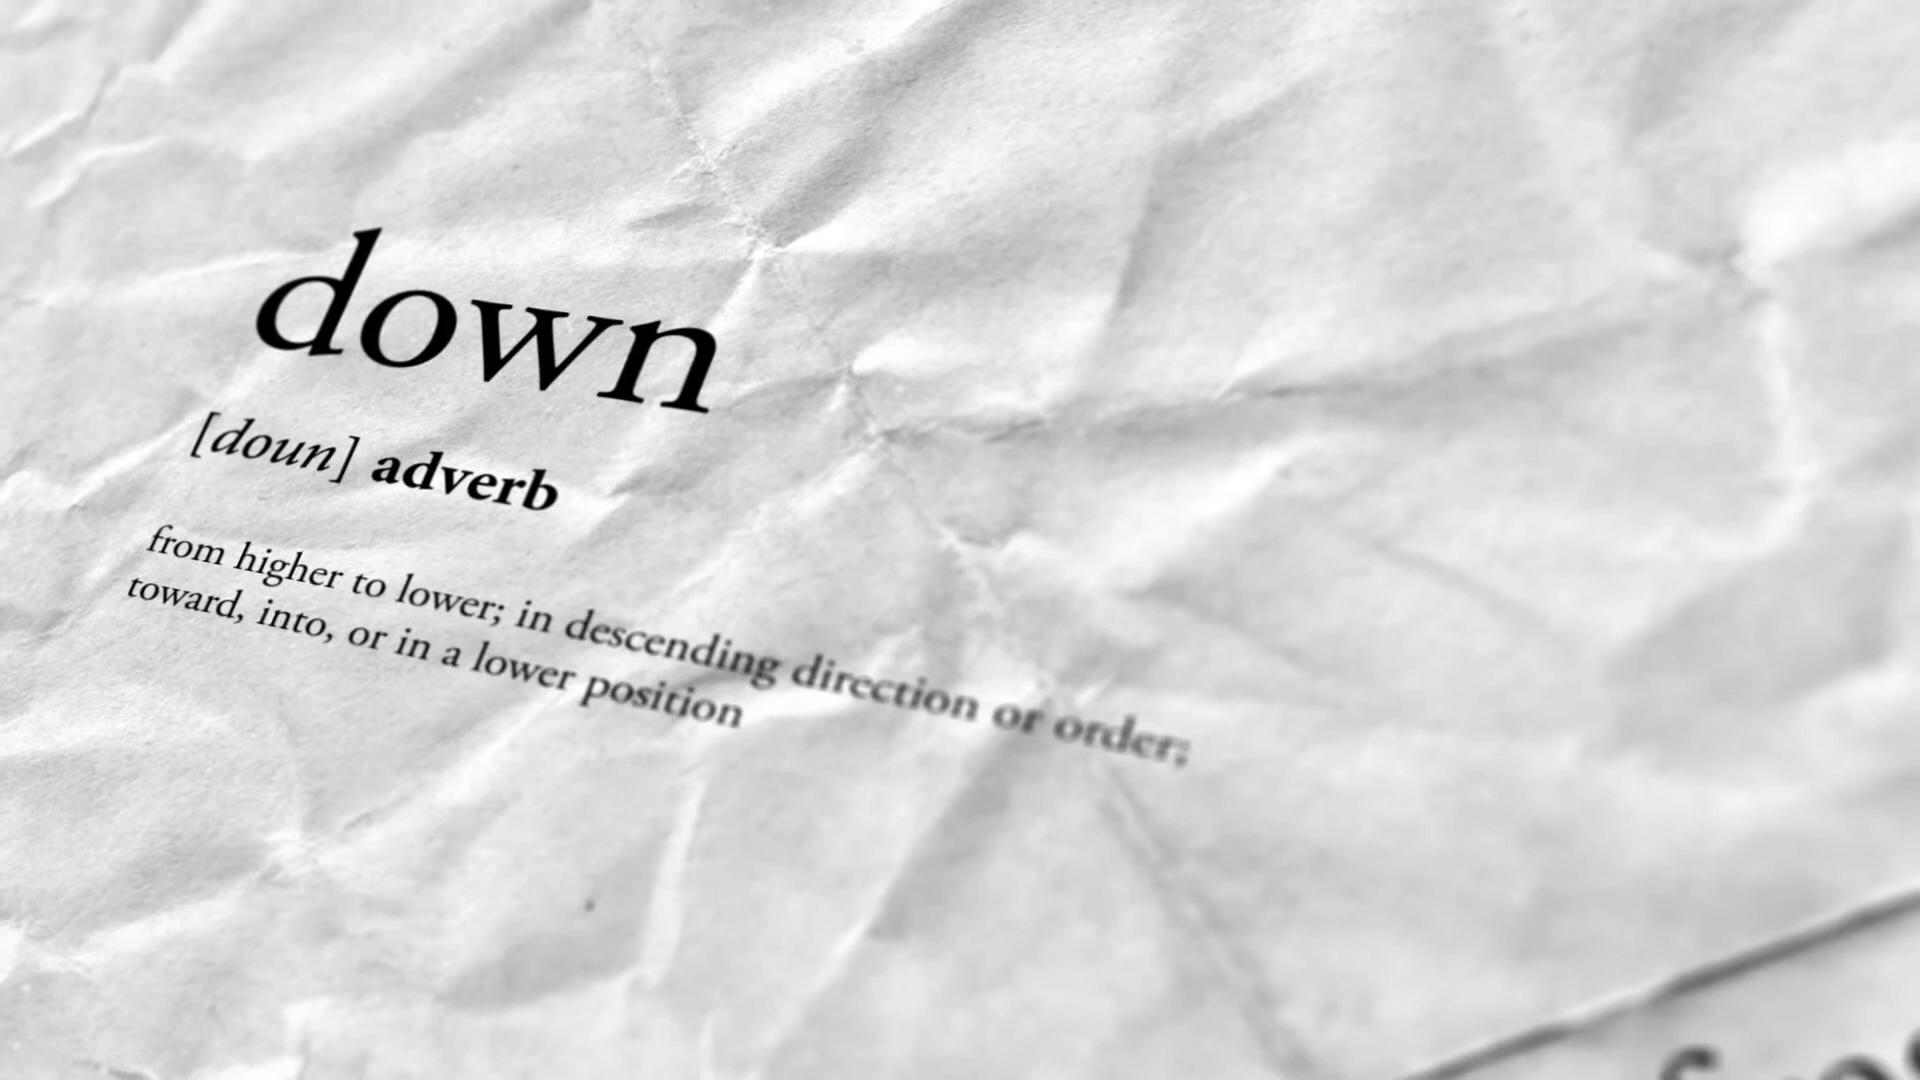 down
[doun] adverb
from higher to lower; in descending direction or order;
toward, into, or in a lower position